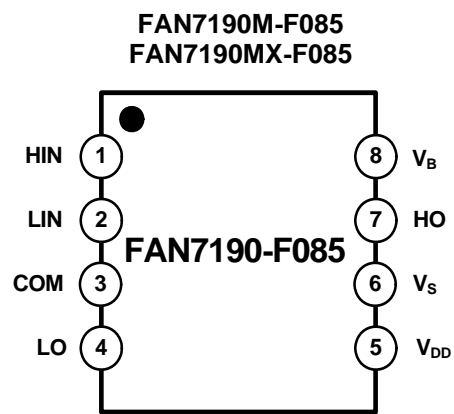 FAN7190M-F085
FAN7190MX-F085
HIN 1 8 VB
LIN 2 7 HO
FAN7190-F085
COM 3 6 VS
LO 4 5 VDD